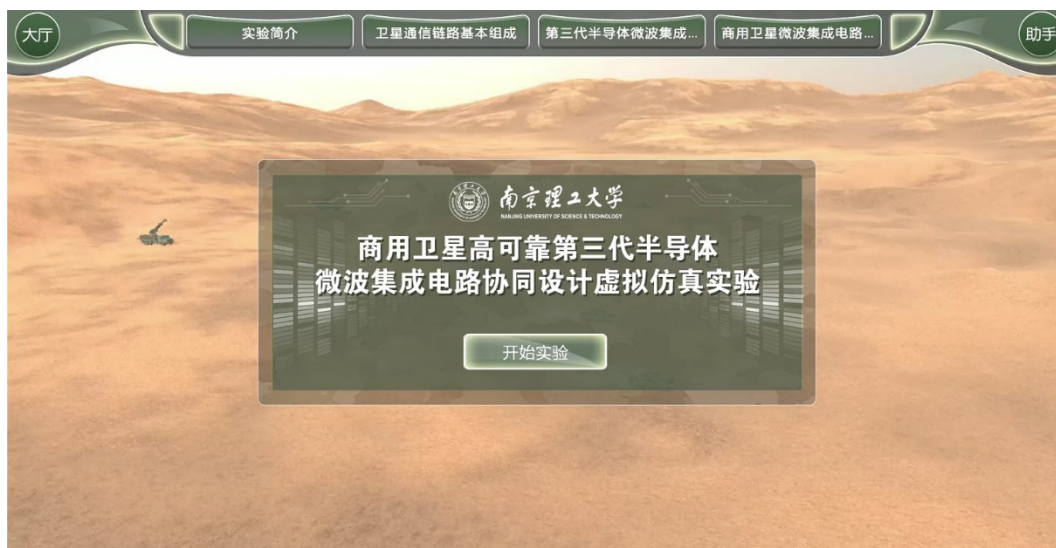 大厅
实验简介
卫星通信链路基本组成
第三代半导体微波集成...
商用卫星微波集成电路...
助手
南京理工大学
NANJING UNIVERSITY OF SCIENCE & TECHNOLOGY
商用卫星高可靠第三代半导体
微波集成电路协同设计虚拟仿真实验
开始实验